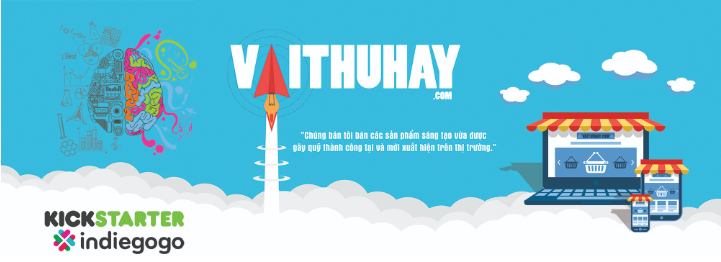 VAITHUHAY
.COM
"Chúng bán tôi bán các sản phẩm sáng tạo vừa được
gây quỹ thành công tại và mới xuất hiện trên thị trường."
KICKSTARTER
indiegogo